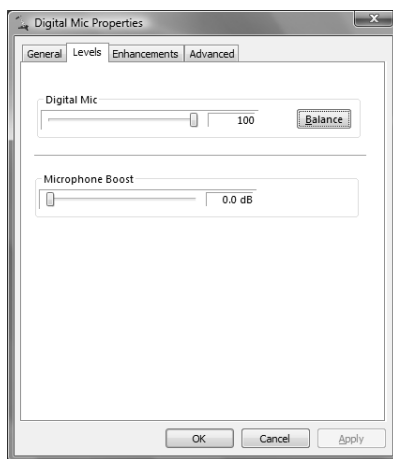 Digital Mic Properties
General Levels Enhancements Advanced
Digital Mic
100 Balance
Microphone Boost
0.0 dB
OK Cancel Apply